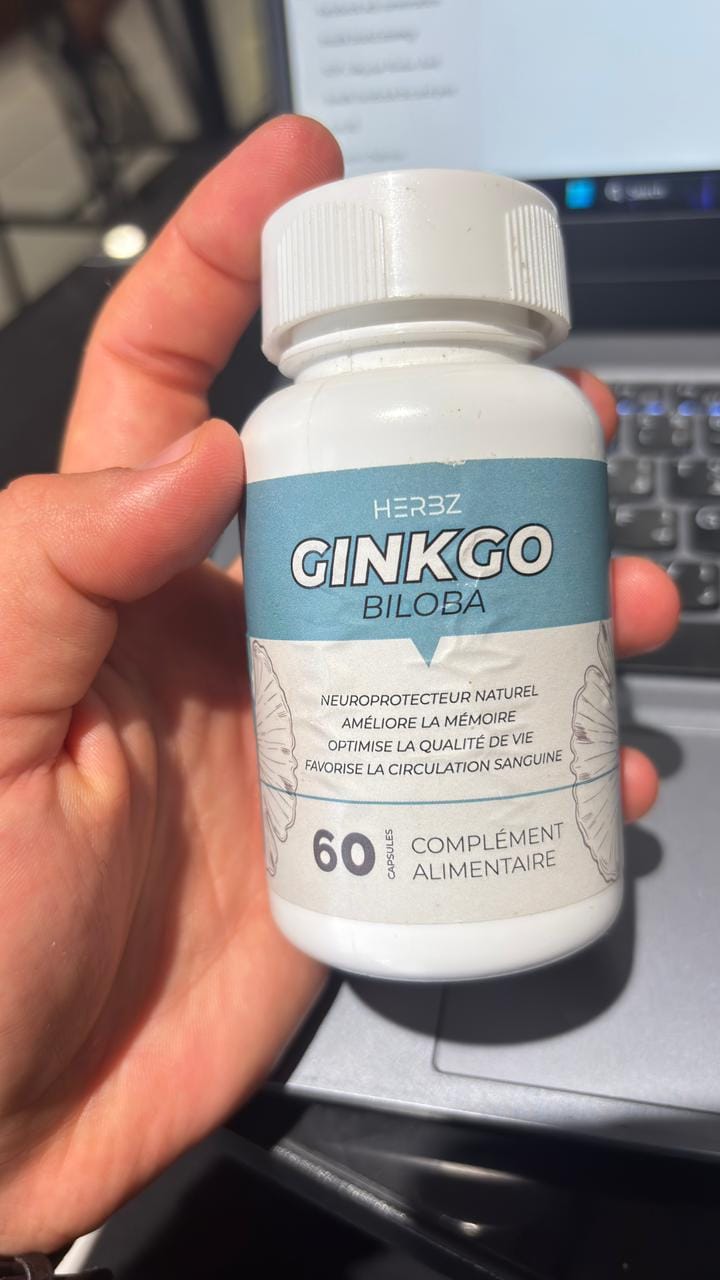 HERBZ
GINKGO
BILOBA
NEUROPROTECTEUR NATUREL
AMÉLIORE LA MÉMOIRE
OPTIMISE LA QUALITÉ DE VIE
FAVORISE LA CIRCULATION SANGUINE
60 CAPSULES
COMPLÉMENT
ALIMENTAIRE